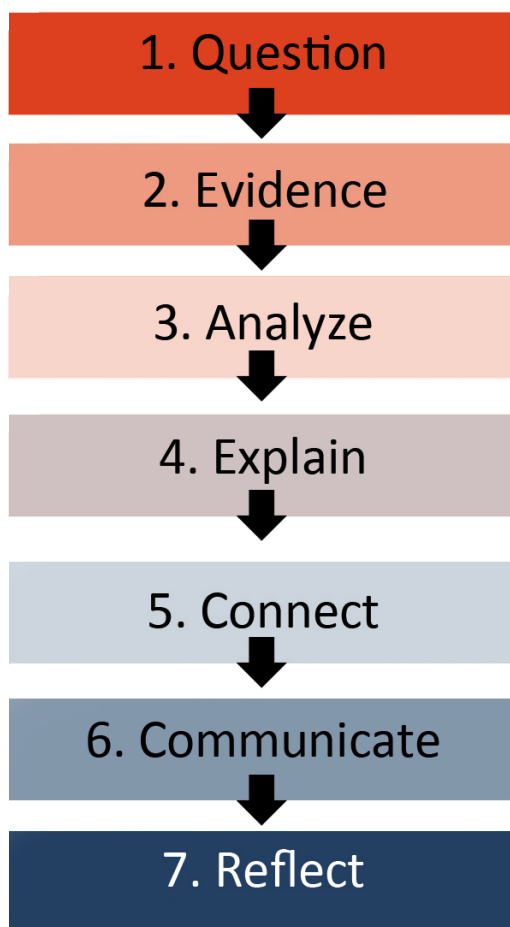 1. Question
2. Evidence
3. Analyze
4. Explain
5. Connect
6. Communicate
7. Reflect